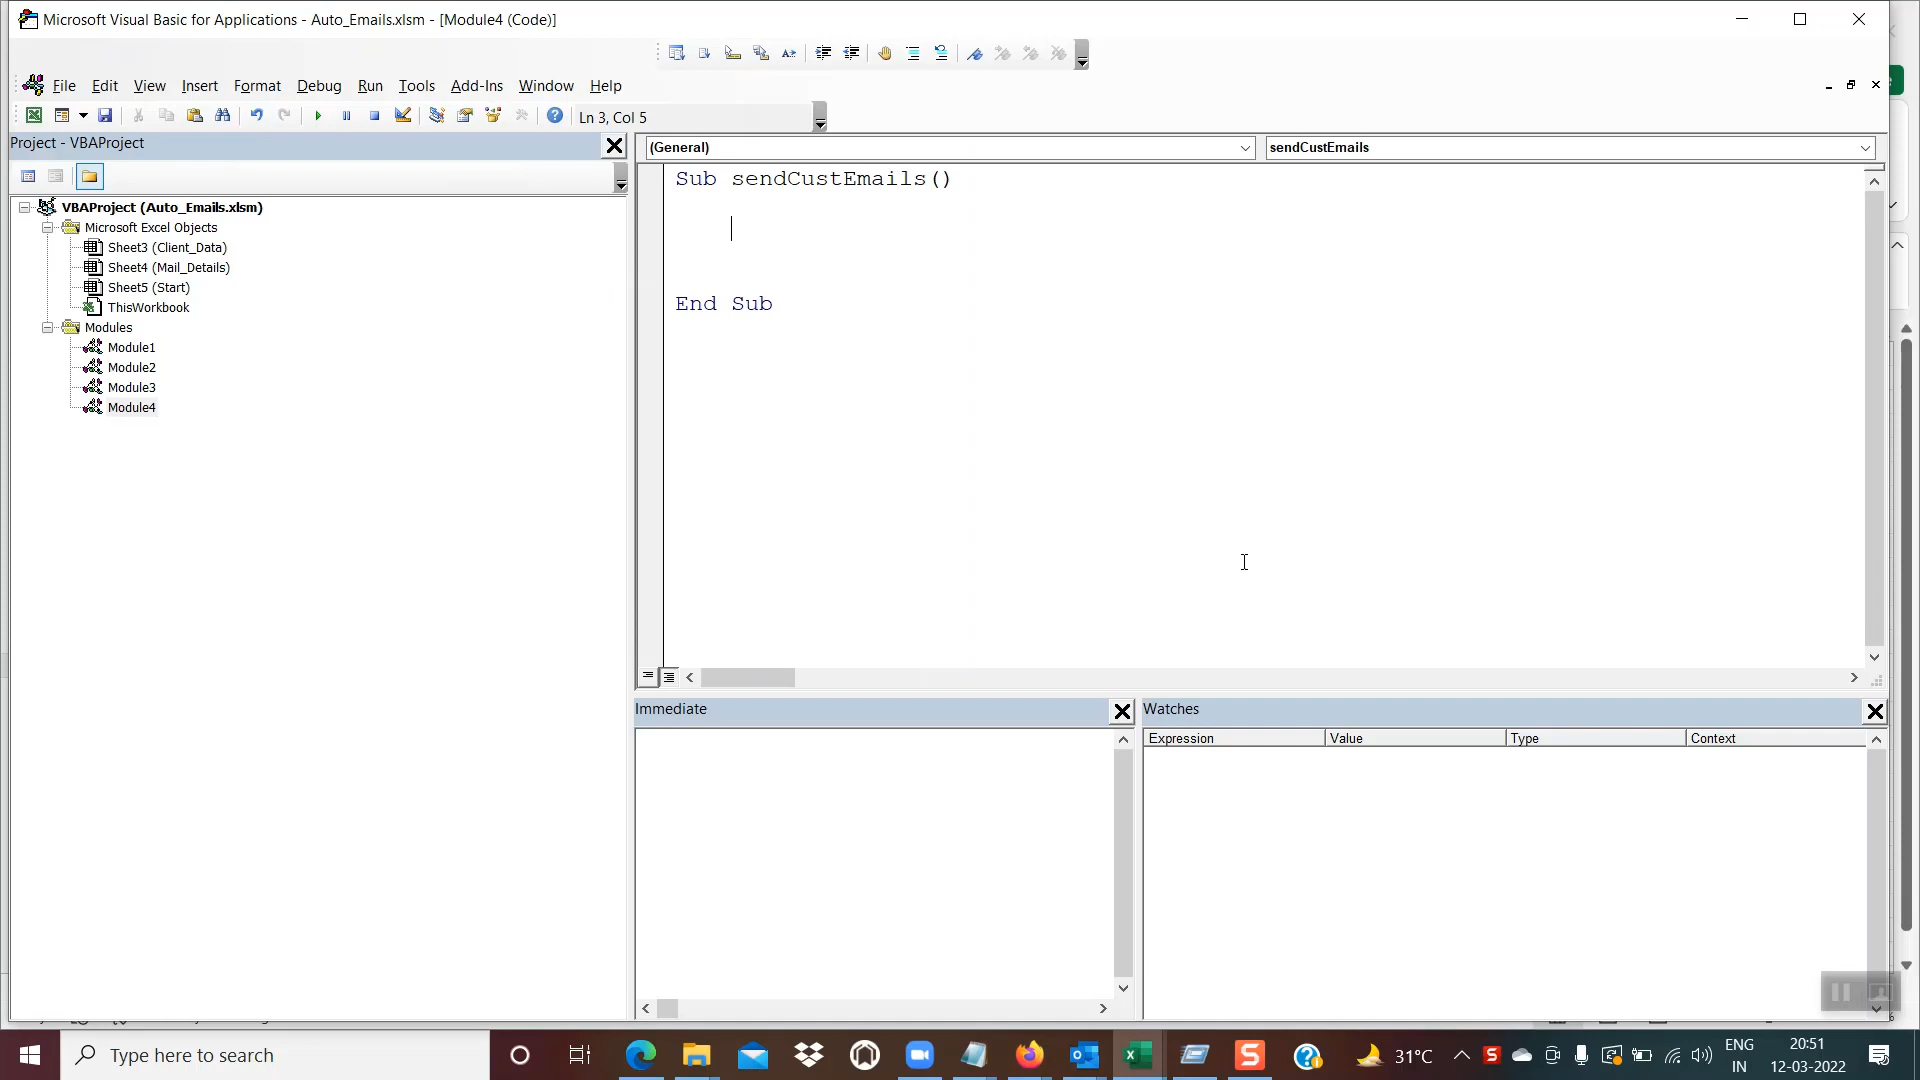 Microsoft Visual Basic for Applications - Auto_Emails.xlsm - [Module4 (Code)]
File Edit View Insert Format Debug Run Tools Add-Ins Window Help
Ln 3, Col 5
Project - VBAProject
(General)
sendCustEmails
VBAProject (Auto_Emails.xlsm)
Microsoft Excel Objects
Sheet3 (Client_Data)
Sheet4 (Mail_Details)
Sheet5 (Start)
ThisWorkbook
Modules
Module1
Module2
Module3
Module4
Sub sendCustEmails()
End Sub
Immediate
Watches
Expression Value Type Context
Type here to search
31°C
ENG
IN
20:51
12-03-2022